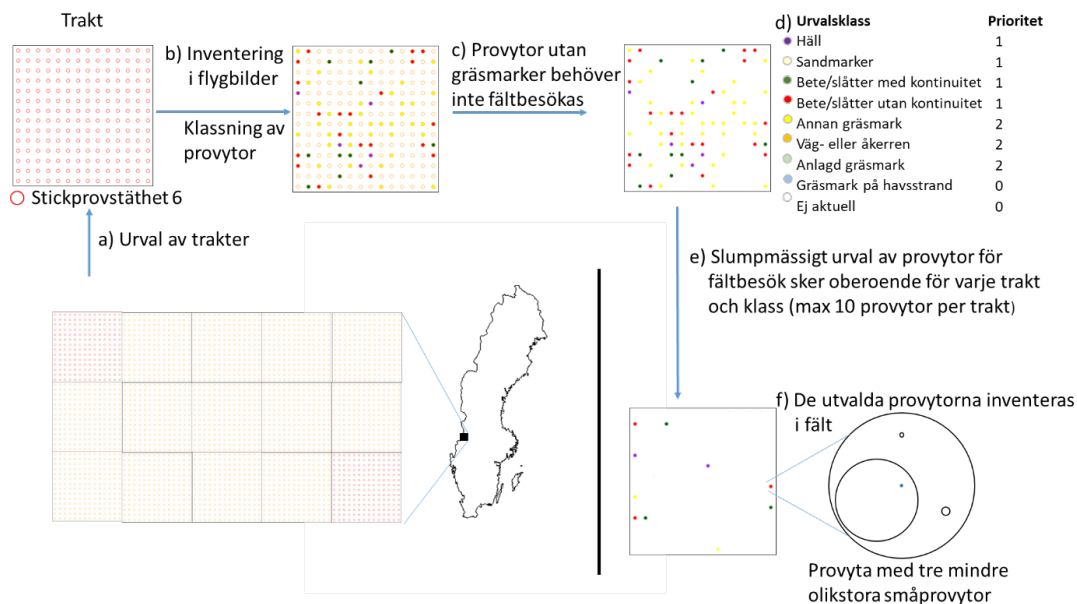 Trakt
b) Inventering
i flygbilder
Klassning av
provytor
c) Provytor utan
gräsmarker behöver
inte fältbesökas
d) Urvalsklass Prioritet
Häll 1
Sandmarker 1
Bete/slåtter med kontinuitet 1
Bete/slåtter utan kontinuitet 1
Annan gräsmark 2
Väg- eller åkerren 2
Anlagd gräsmark 2
Gräsmark på havsstrand 0
Ej aktuell 0
Stickprovstäthet 6
a) Urval av trakter
e) Slumpmässigt urval av provytor för
fältbesök sker oberoende för varje trakt
och klass (max 10 provytor per trakt)
f) De utvalda provytorna inventeras
i fält
Provyta med tre mindre
olikstora småprovytor